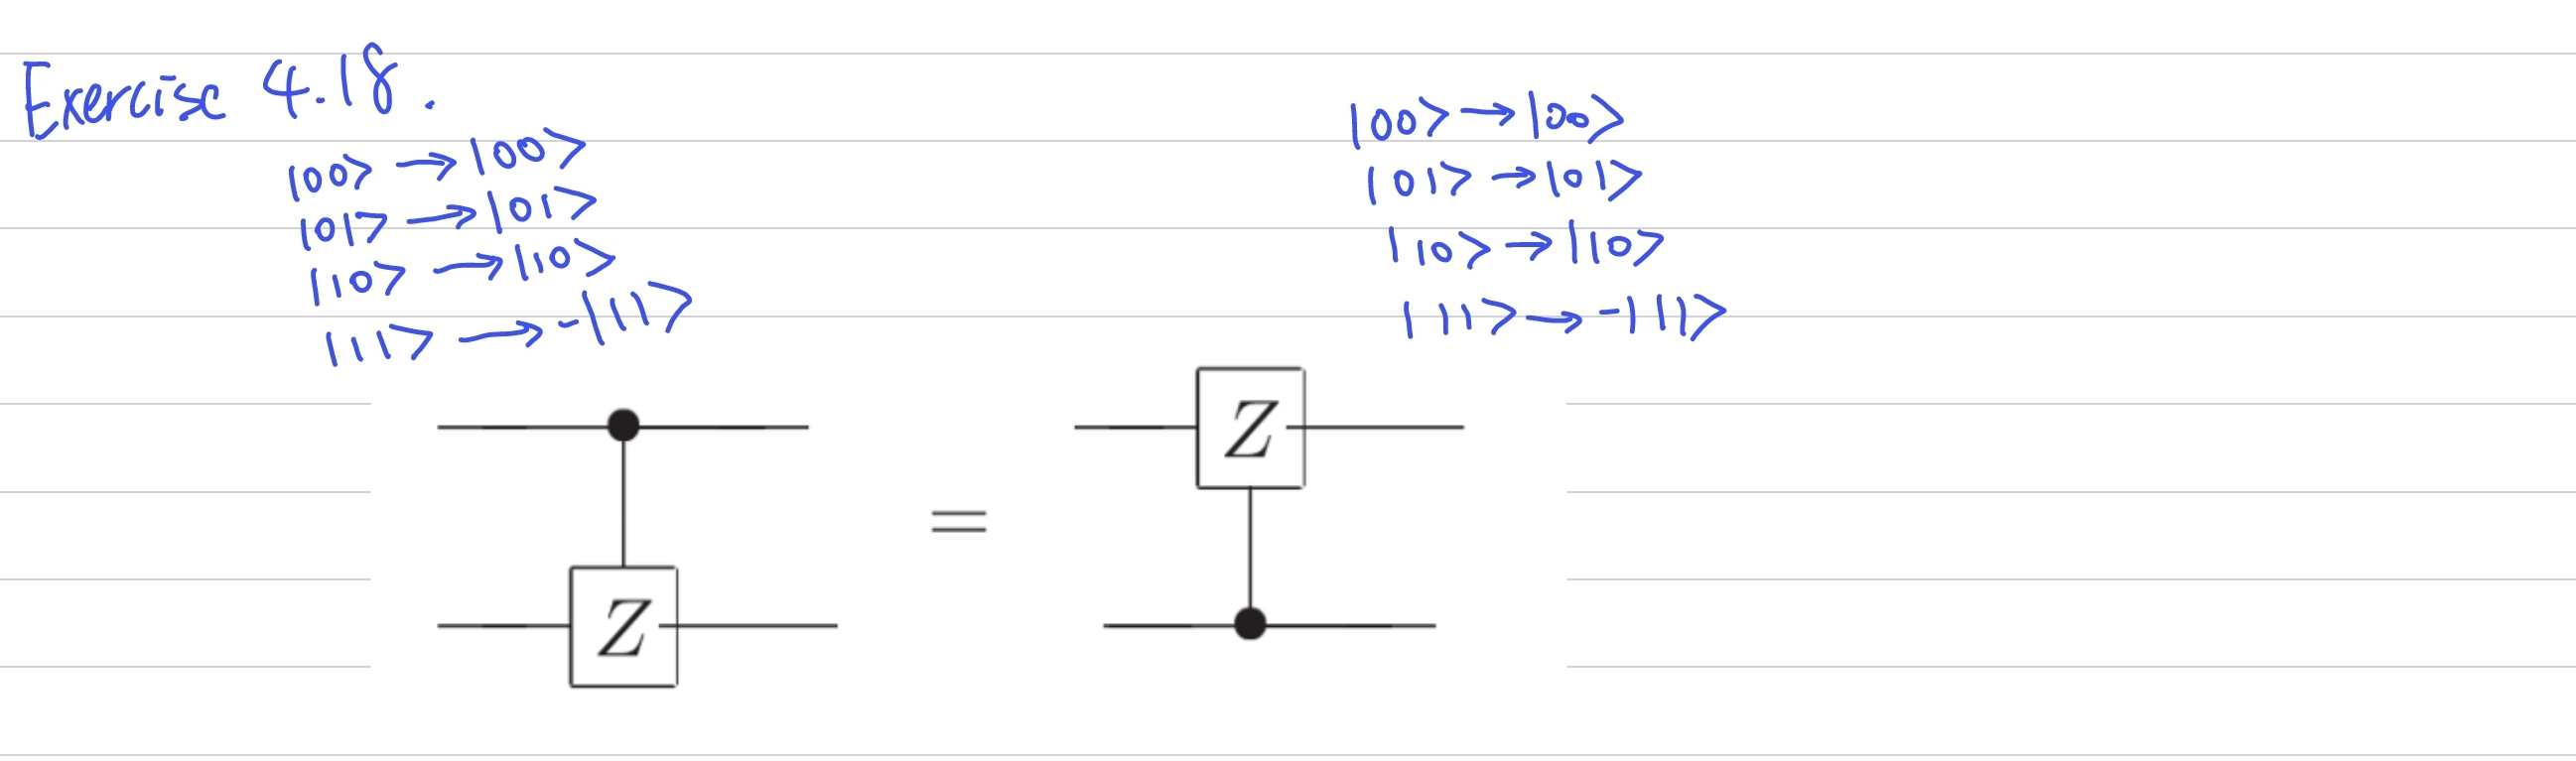 Exercise 4.18.
|00> → |00>
|01> → |01>
|10> → |10>
|11> → -|11>
|00> → |00>
|01> → |01>
|10> → |10>
|11> → -|11>
Z
=
Z